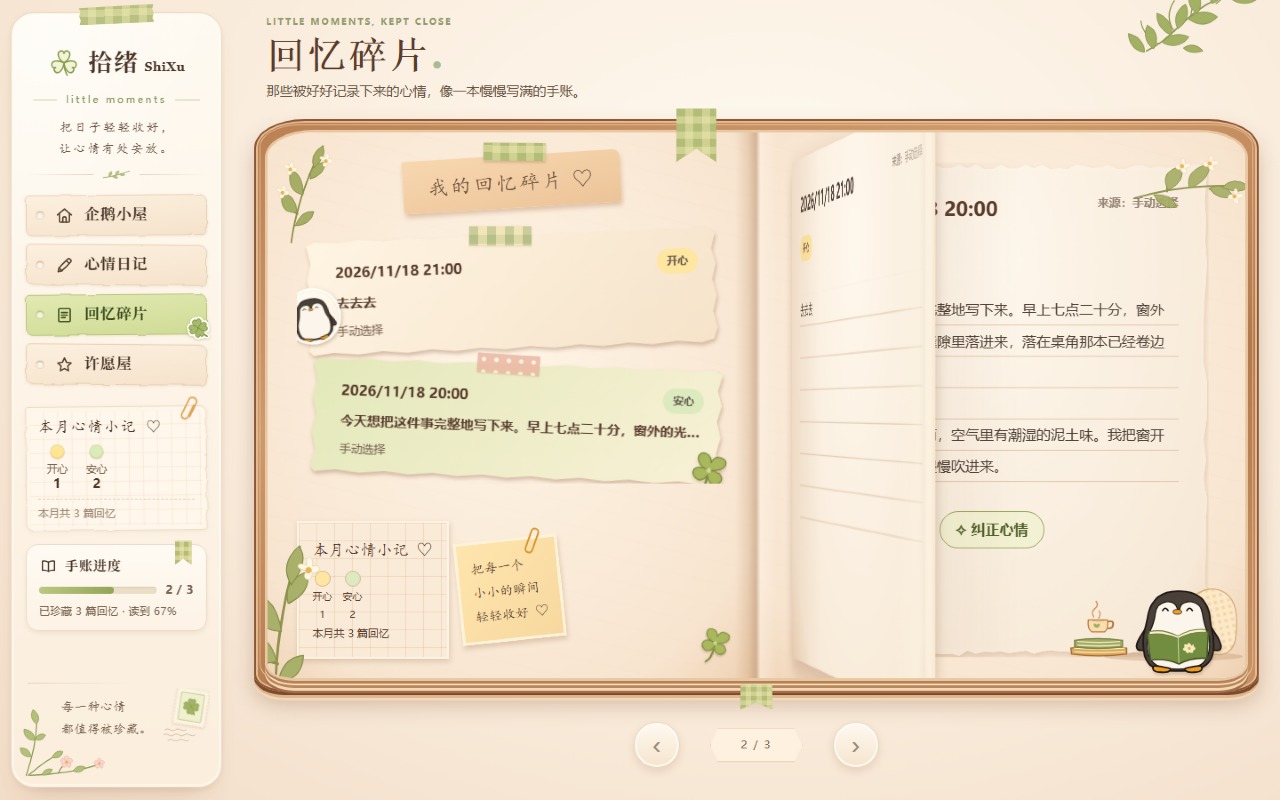 拾绪 ShiXu
little moments
把日子轻轻收好，
让心情有处安放。
企鹅小屋
心情日记
回忆碎片
许愿屋
本月心情小记 ♡
开心 安心
1 2
本月共 3 篇回忆
手账进度
2 / 3
已珍藏 3 篇回忆 · 读到 67%
每一种心情
都值得被珍藏。
LITTLE MOMENTS, KEPT CLOSE
回忆碎片.
那些被好好记录下来的心情，像一本慢慢写满的手账。
我的回忆碎片 ♡
2026/11/18 21:00
开心
去去去
手动选择
2026/11/18 20:00
安心
今天想把这件事完整地写下来。早上七点二十分，窗外的光…
手动选择
本月心情小记 ♡
开心 安心
1 2
本月共 3 篇回忆
把每一个
小小的瞬间
轻轻收好 ♡
来源：手动选择
2026/11/18 21:00
20:00
来源：手动选择
整地写下来。早上七点二十分，窗外
隙里落进来，落在桌角那本已经卷边
，空气里有潮湿的泥土味。我把窗开
慢吹进来。
✧ 纠正心情
‹
2 / 3
›